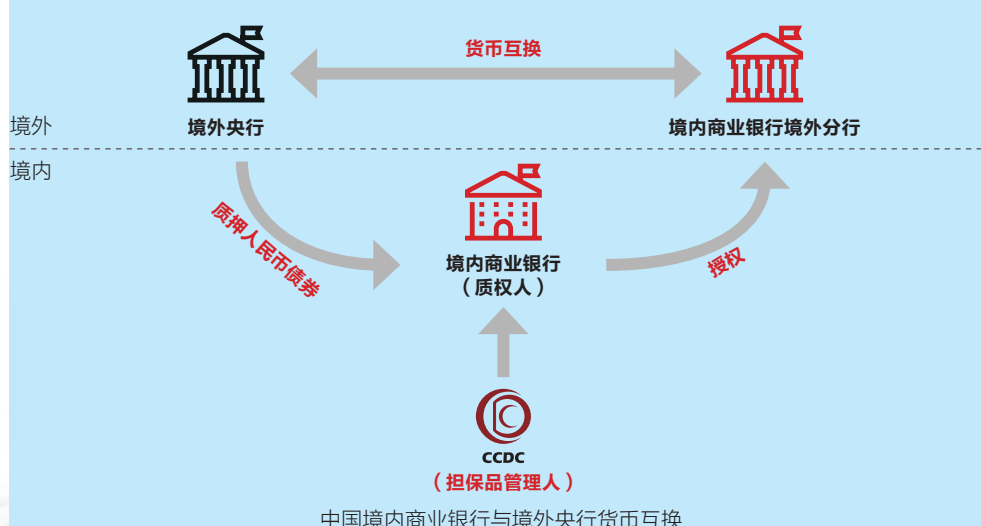 货币互换
境外央行
境内商业银行境外分行
境外
境内
质押人民币债券
境内商业银行
（质权人）
授权
CCDC
（担保品管理人）
中国境内商业银行与境外央行货币互换